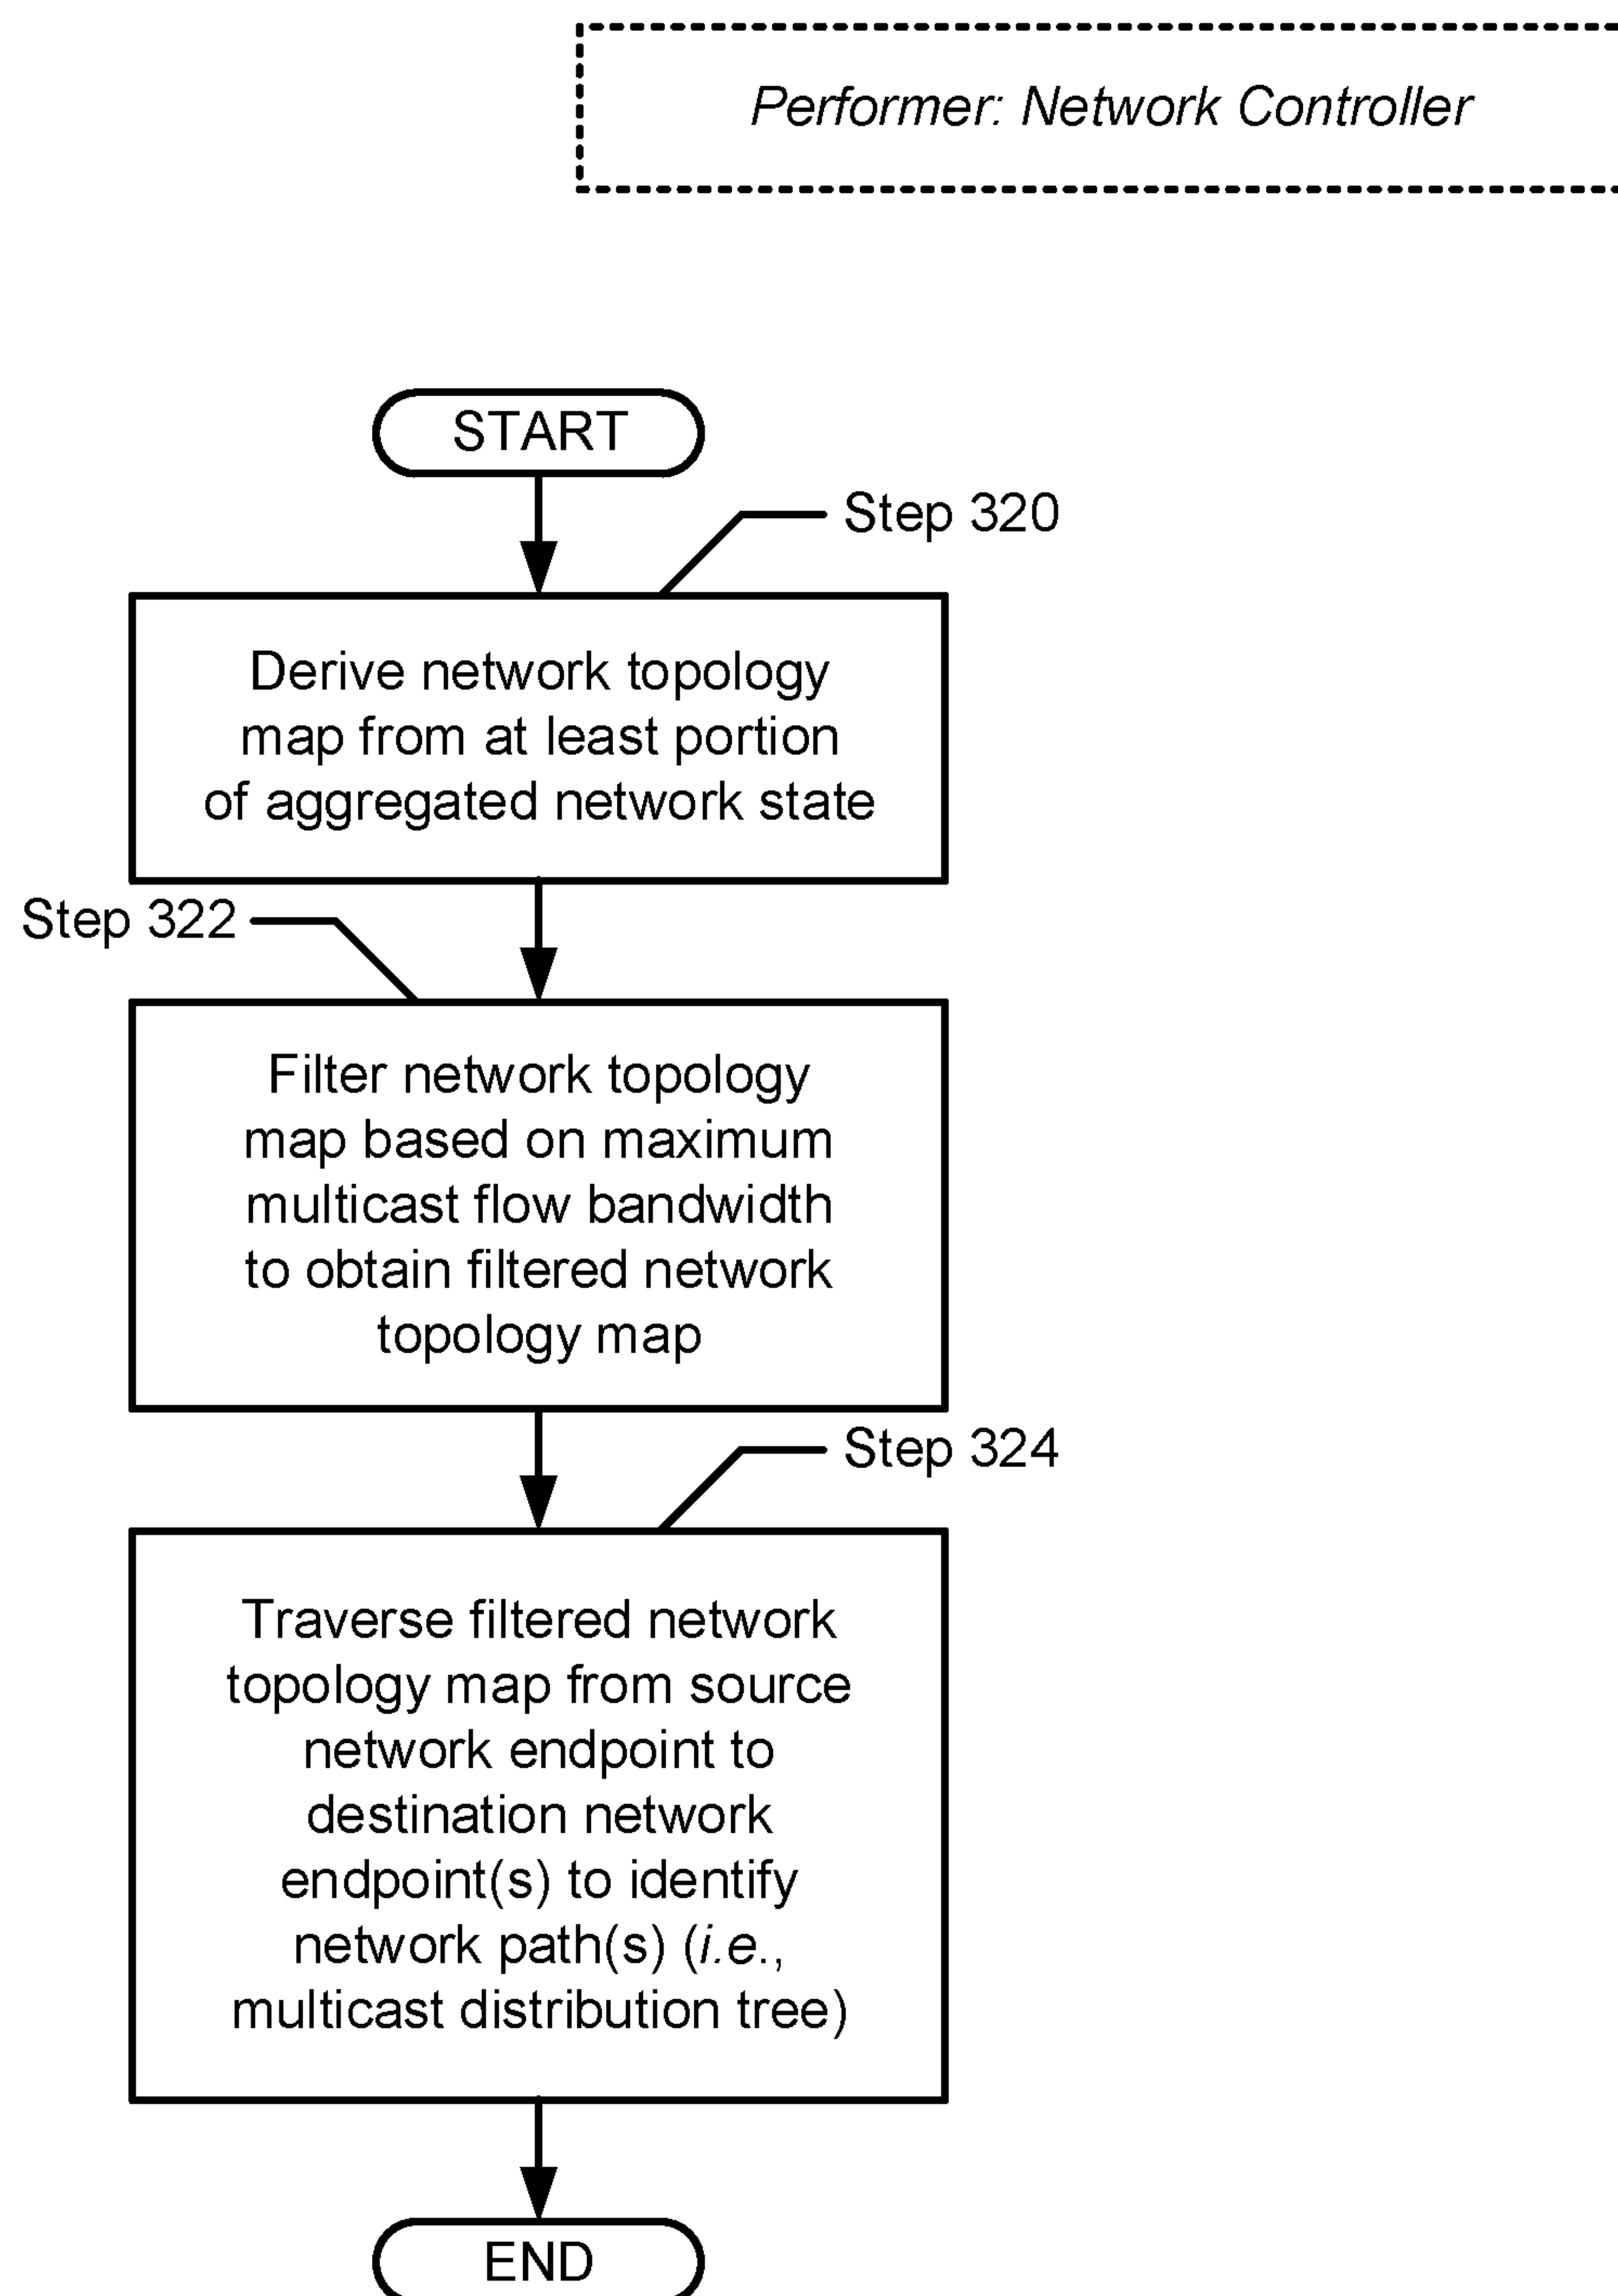 Performer: Network Controller
START
Step 320
Derive network topology
map from at least portion
of aggregated network state
Step 322
Filter network topology
map based on maximum
multicast flow bandwidth
to obtain filtered network
topology map
Step 324
Traverse filtered network
topology map from source
network endpoint to
destination network
endpoint(s) to identify
network path(s) (i.e.,
multicast distribution tree)
END